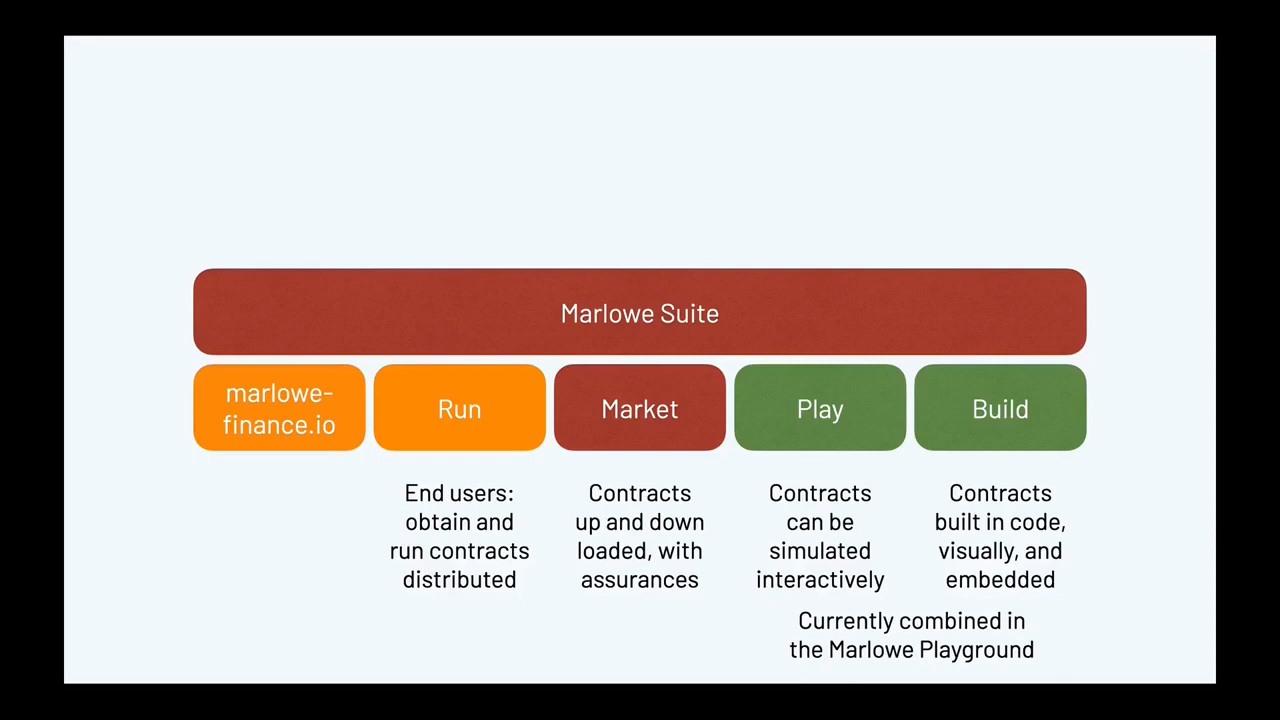 Marlowe Suite
marlowe-
finance.io
Run
Market
Play
Build
End users:
obtain and
run contracts
distributed
Contracts
up and down
loaded, with
assurances
Contracts
can be
simulated
interactively
Contracts
built in code,
visually, and
embedded
Currently combined in
the Marlowe Playground